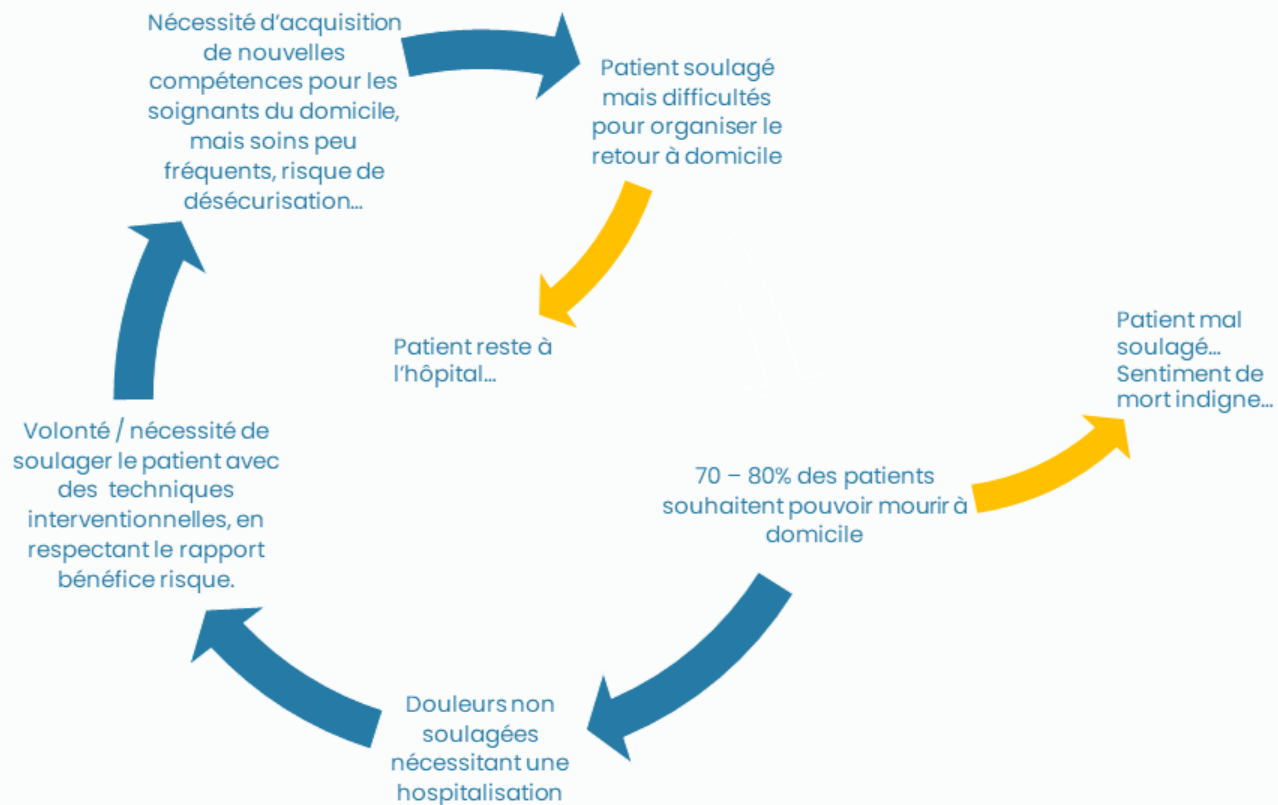 Nécessité d'acquisition
de nouvelles
compétences pour les
soignants du domicile,
mais soins peu
fréquents, risque de
désécurisation…
Patient soulagé
mais difficultés
pour organiser le
retour à domicile
Patient reste à
l'hôpital…
Patient mal
soulagé…
Sentiment de
mort indigne…
70 – 80% des patients
souhaitent pouvoir mourir à
domicile
Douleurs non
soulagées
nécessitant une
hospitalisation
Volonté / nécessité de
soulager le patient avec
des techniques
interventionnelles, en
respectant le rapport
bénéfice risque.